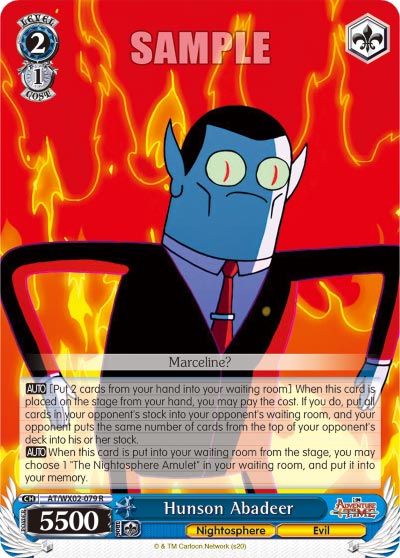 LEVEL
2
1
COST
SAMPLE
Marceline?
AUTO [Put 2 cards from your hand into your waiting room] When this card is
placed on the stage from your hand, you may pay the cost. If you do, put all
cards in your opponent's stock into your opponent's waiting room, and your
opponent puts the same number of cards from the top of your opponent's
deck into his or her stock.
AUTO When this card is put into your waiting room from the stage, you may
choose 1 "The Nightosphere Amulet" in your waiting room, and put it into
your memory.
CH AT/WX02-079 R
POWER 5500
Hunson Abadeer
ADVENTURE TIME
Nightosphere Evil
© & TM Cartoon Network (s20)